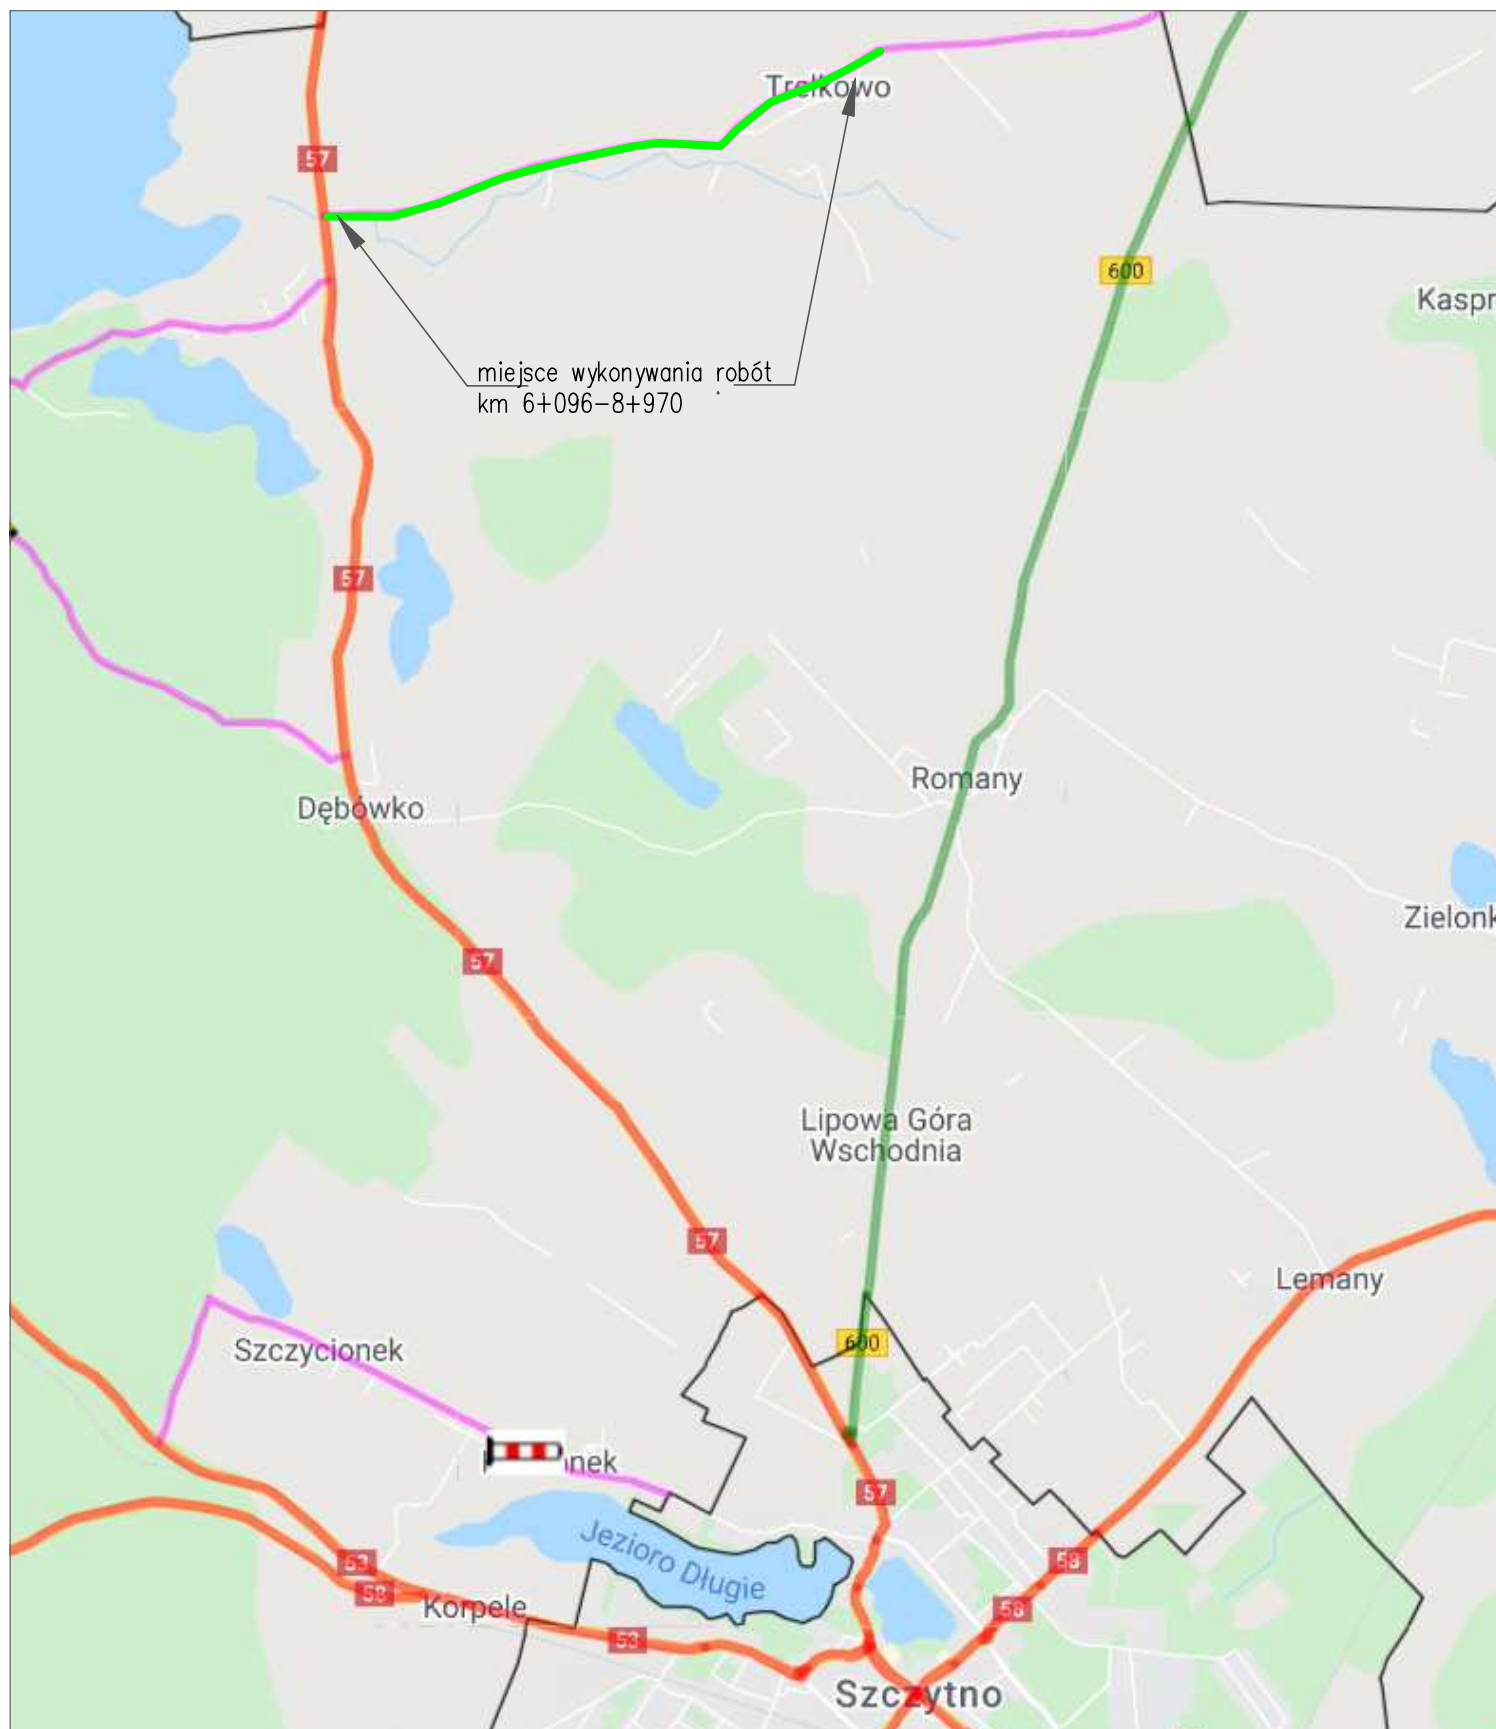 Trelkowo
57
600
Kaspr
miejsce wykonywania robót
km 6+096-8+970
57
Romany
Dębówko
Zielonk
57
Lipowa Góra
Wschodnia
57
Lemany
600
Szczycionek
nek
57
Jezioro Długie
53
58
58
Korpele
58
53
Szczytno